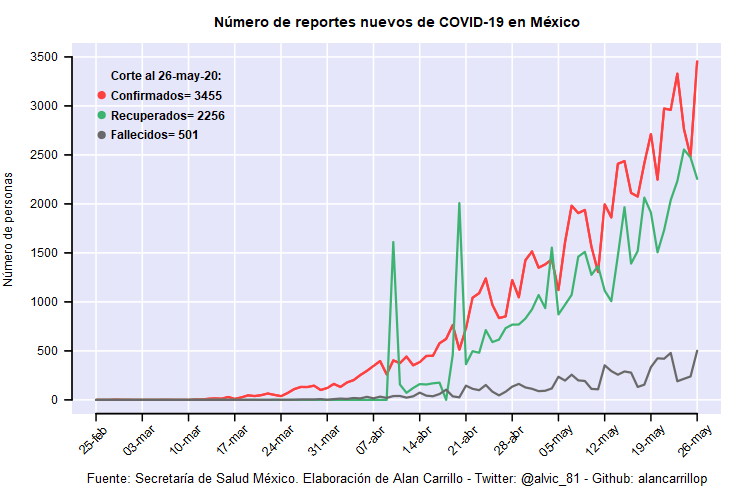 Número de reportes nuevos de COVID-19 en México
Número de personas
3500
3000
2500
2000
1500
1000
500
0
Corte al 26-may-20:
Confirmados= 3455
Recuperados= 2256
Fallecidos= 501
25-feb
03-mar
10-mar
17-mar
24-mar
31-mar
07-abr
14-abr
21-abr
28-abr
05-may
12-may
19-may
26-may
Fuente: Secretaría de Salud México. Elaboración de Alan Carrillo - Twitter: @alvic_81 - Github: alancarrillop